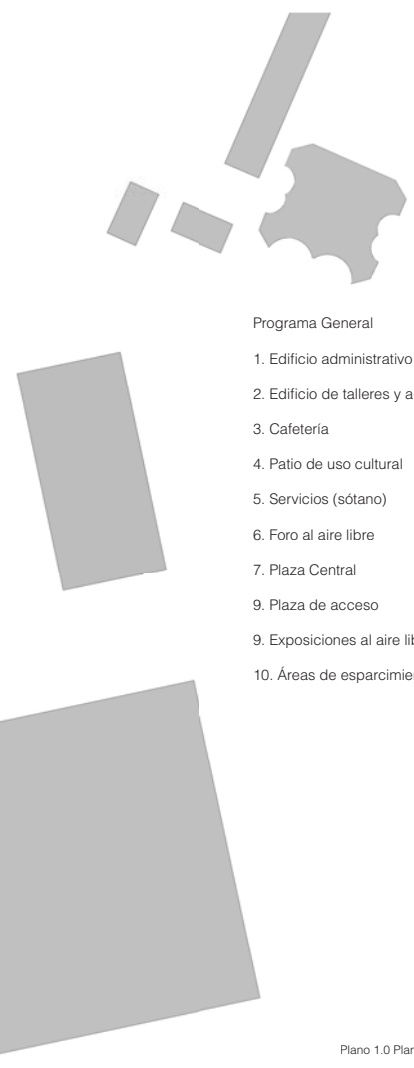 Programa General
1. Edificio administrativo
2. Edificio de talleres y a
3. Cafetería
4. Patio de uso cultural
5. Servicios (sótano)
6. Foro al aire libre
7. Plaza Central
9. Plaza de acceso
9. Exposiciones al aire lib
10. Áreas de esparcimie
Plano 1.0 Plan